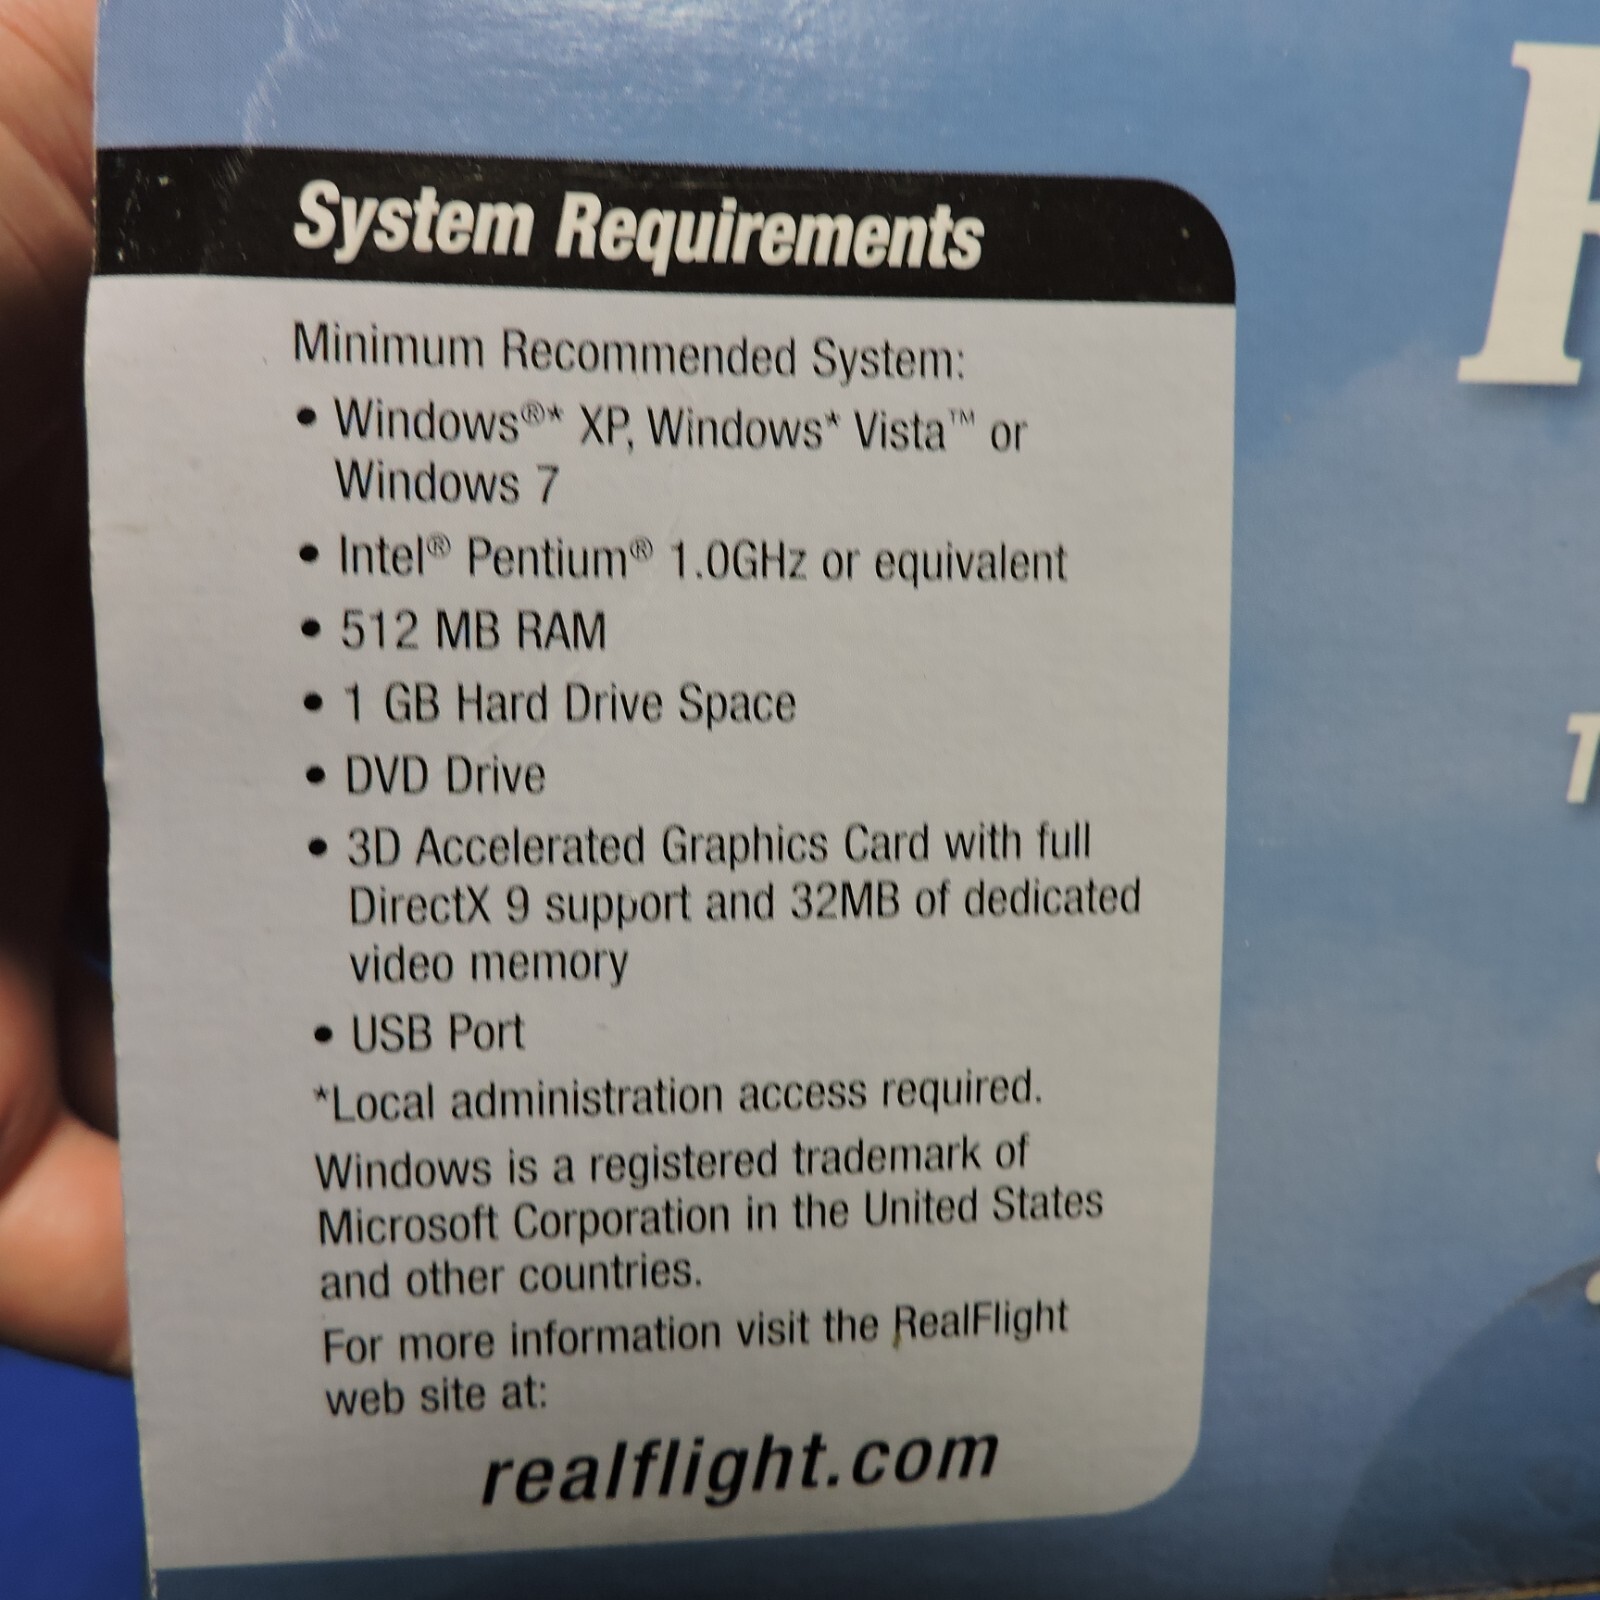 System Requirements
Minimum Recommended System:
• Windows®* XP, Windows* Vista™ or
Windows 7
• Intel® Pentium® 1.0GHz or equivalent
• 512 MB RAM
• 1 GB Hard Drive Space
• DVD Drive
• 3D Accelerated Graphics Card with full
DirectX 9 support and 32MB of dedicated
video memory
• USB Port
*Local administration access required.
Windows is a registered trademark of
Microsoft Corporation in the United States
and other countries.
For more information visit the RealFlight
web site at:
realflight.com